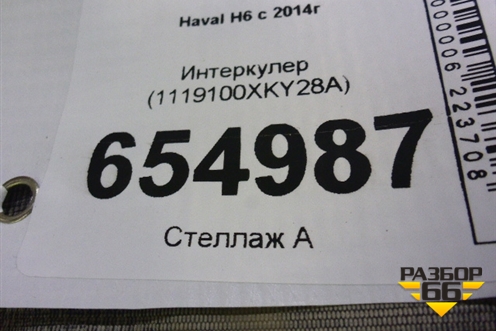 Haval H6 с 2014г
Интеркулер
(1119100XKY28A)
654987
Стеллаж А
000006 223708
РАЗБОР
66